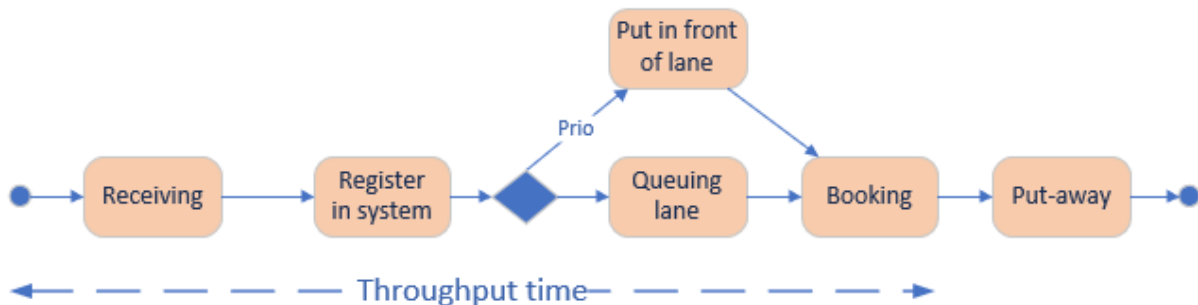 Put in front
of lane
Prio
Receiving
Register
in system
Queuing
lane
Booking
Put-away
Throughput time